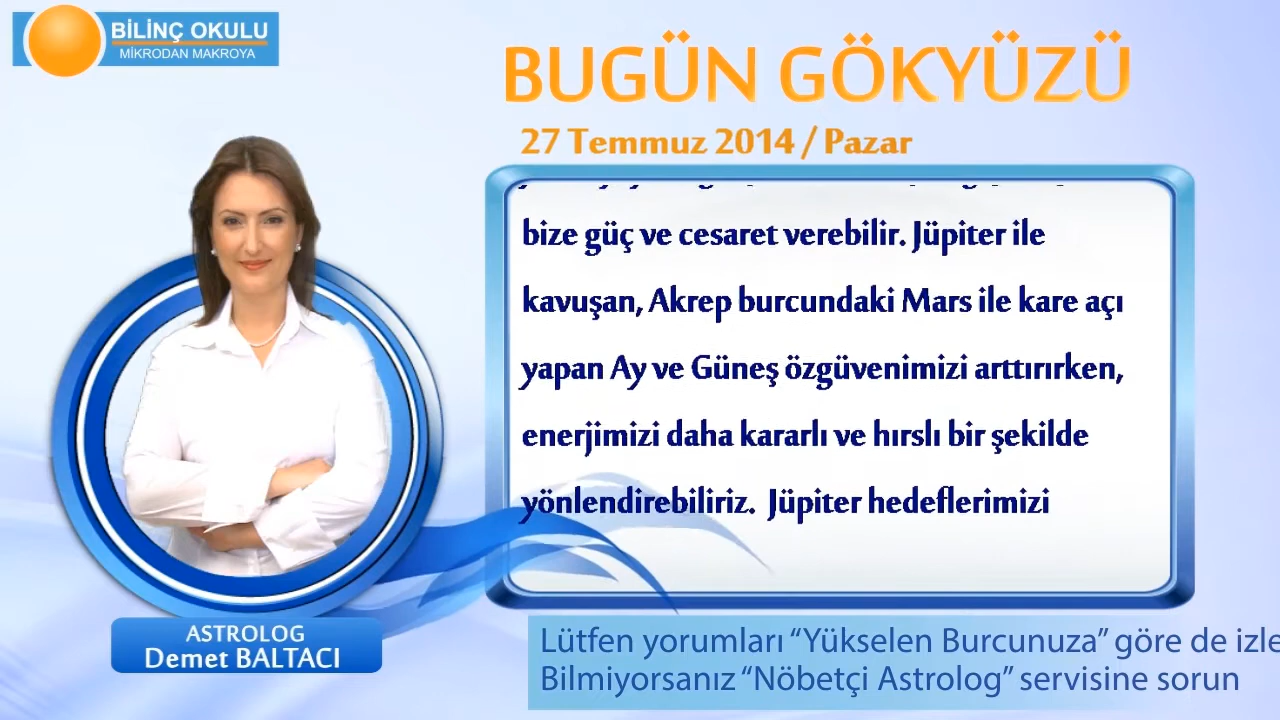 BİLİNÇ OKULU
MİKRODAN MAKROYA
BUGÜN GÖKYÜZÜ
27 Temmuz 2014 / Pazar
bize güç ve cesaret verebilir. Jüpiter ile
kavuşan, Akrep burcundaki Mars ile kare açı
yapan Ay ve Güneş özgüvenimizi arttırırken,
enerjimizi daha kararlı ve hırslı bir şekilde
yönlendirebiliriz. Jüpiter hedeflerimizi
ASTROLOG
Demet BALTACI
Lütfen yorumları “Yükselen Burcunuza” göre de izle
Bilmiyorsanız “Nöbetçi Astrolog” servisine sorun